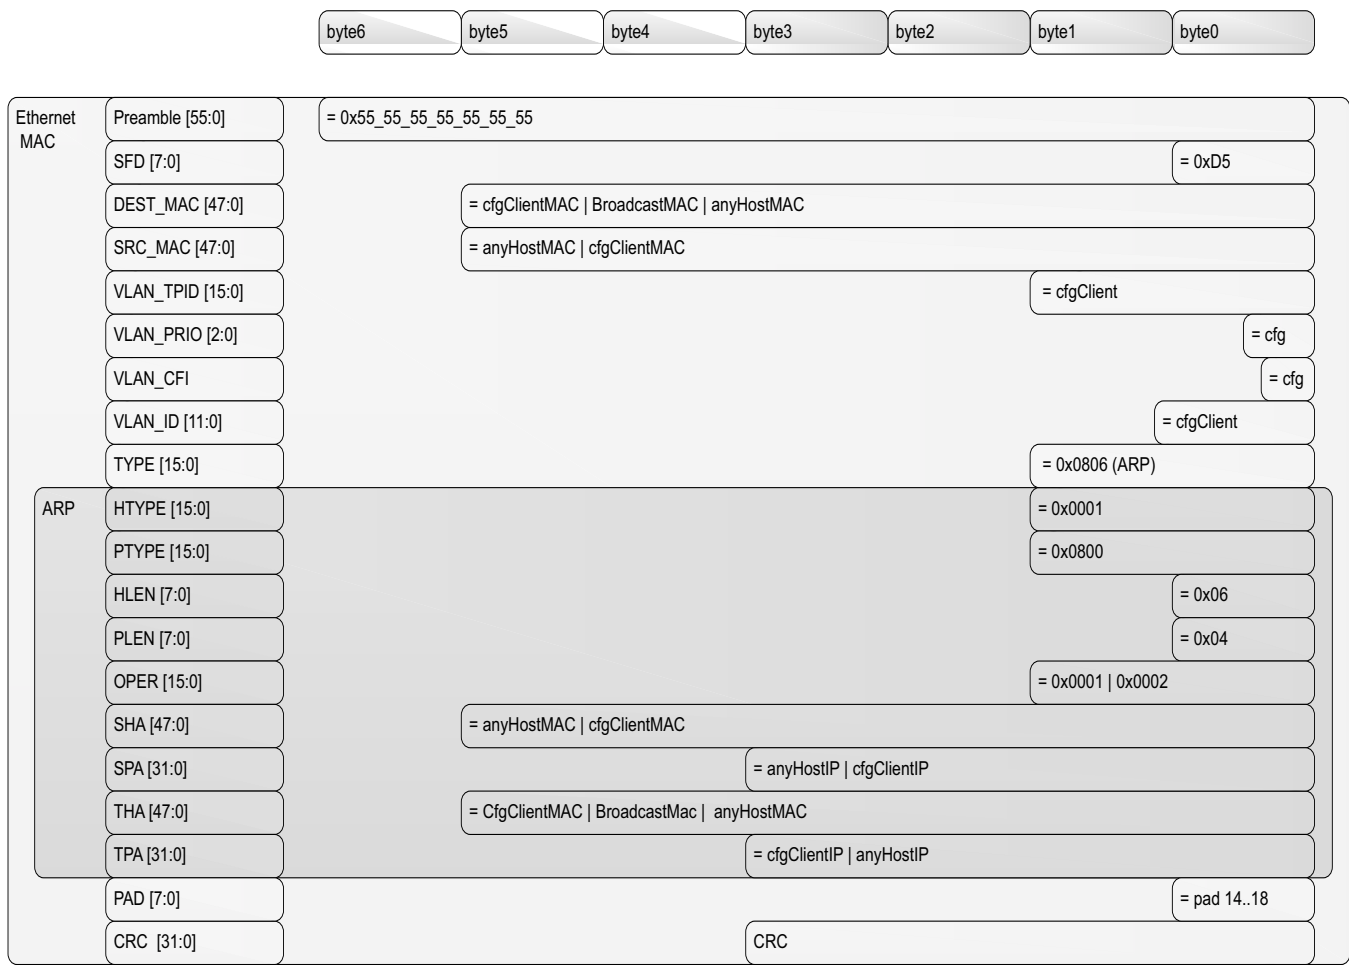 byte6 byte5 byte4 byte3 byte2 byte1 byte0
Ethernet Preamble [55:0] = 0x55_55_55_55_55_55_55
MAC
SFD [7:0] = 0xD5
DEST_MAC [47:0] = cfgClientMAC | BroadcastMAC | anyHostMAC
SRC_MAC [47:0] = anyHostMAC | cfgClientMAC
VLAN_TPID [15:0] = cfgClient
VLAN_PRIO [2:0] = cfg
VLAN_CFI = cfg
VLAN_ID [11:0] = cfgClient
TYPE [15:0] = 0x0806 (ARP)
ARP HTYPE [15:0] = 0x0001
PTYPE [15:0] = 0x0800
HLEN [7:0] = 0x06
PLEN [7:0] = 0x04
OPER [15:0] = 0x0001 | 0x0002
SHA [47:0] = anyHostMAC | cfgClientMAC
SPA [31:0] = anyHostIP | cfgClientIP
THA [47:0] = CfgClientMAC | BroadcastMac | anyHostMAC
TPA [31:0] = cfgClientIP | anyHostIP
PAD [7:0] = pad 14..18
CRC [31:0] CRC